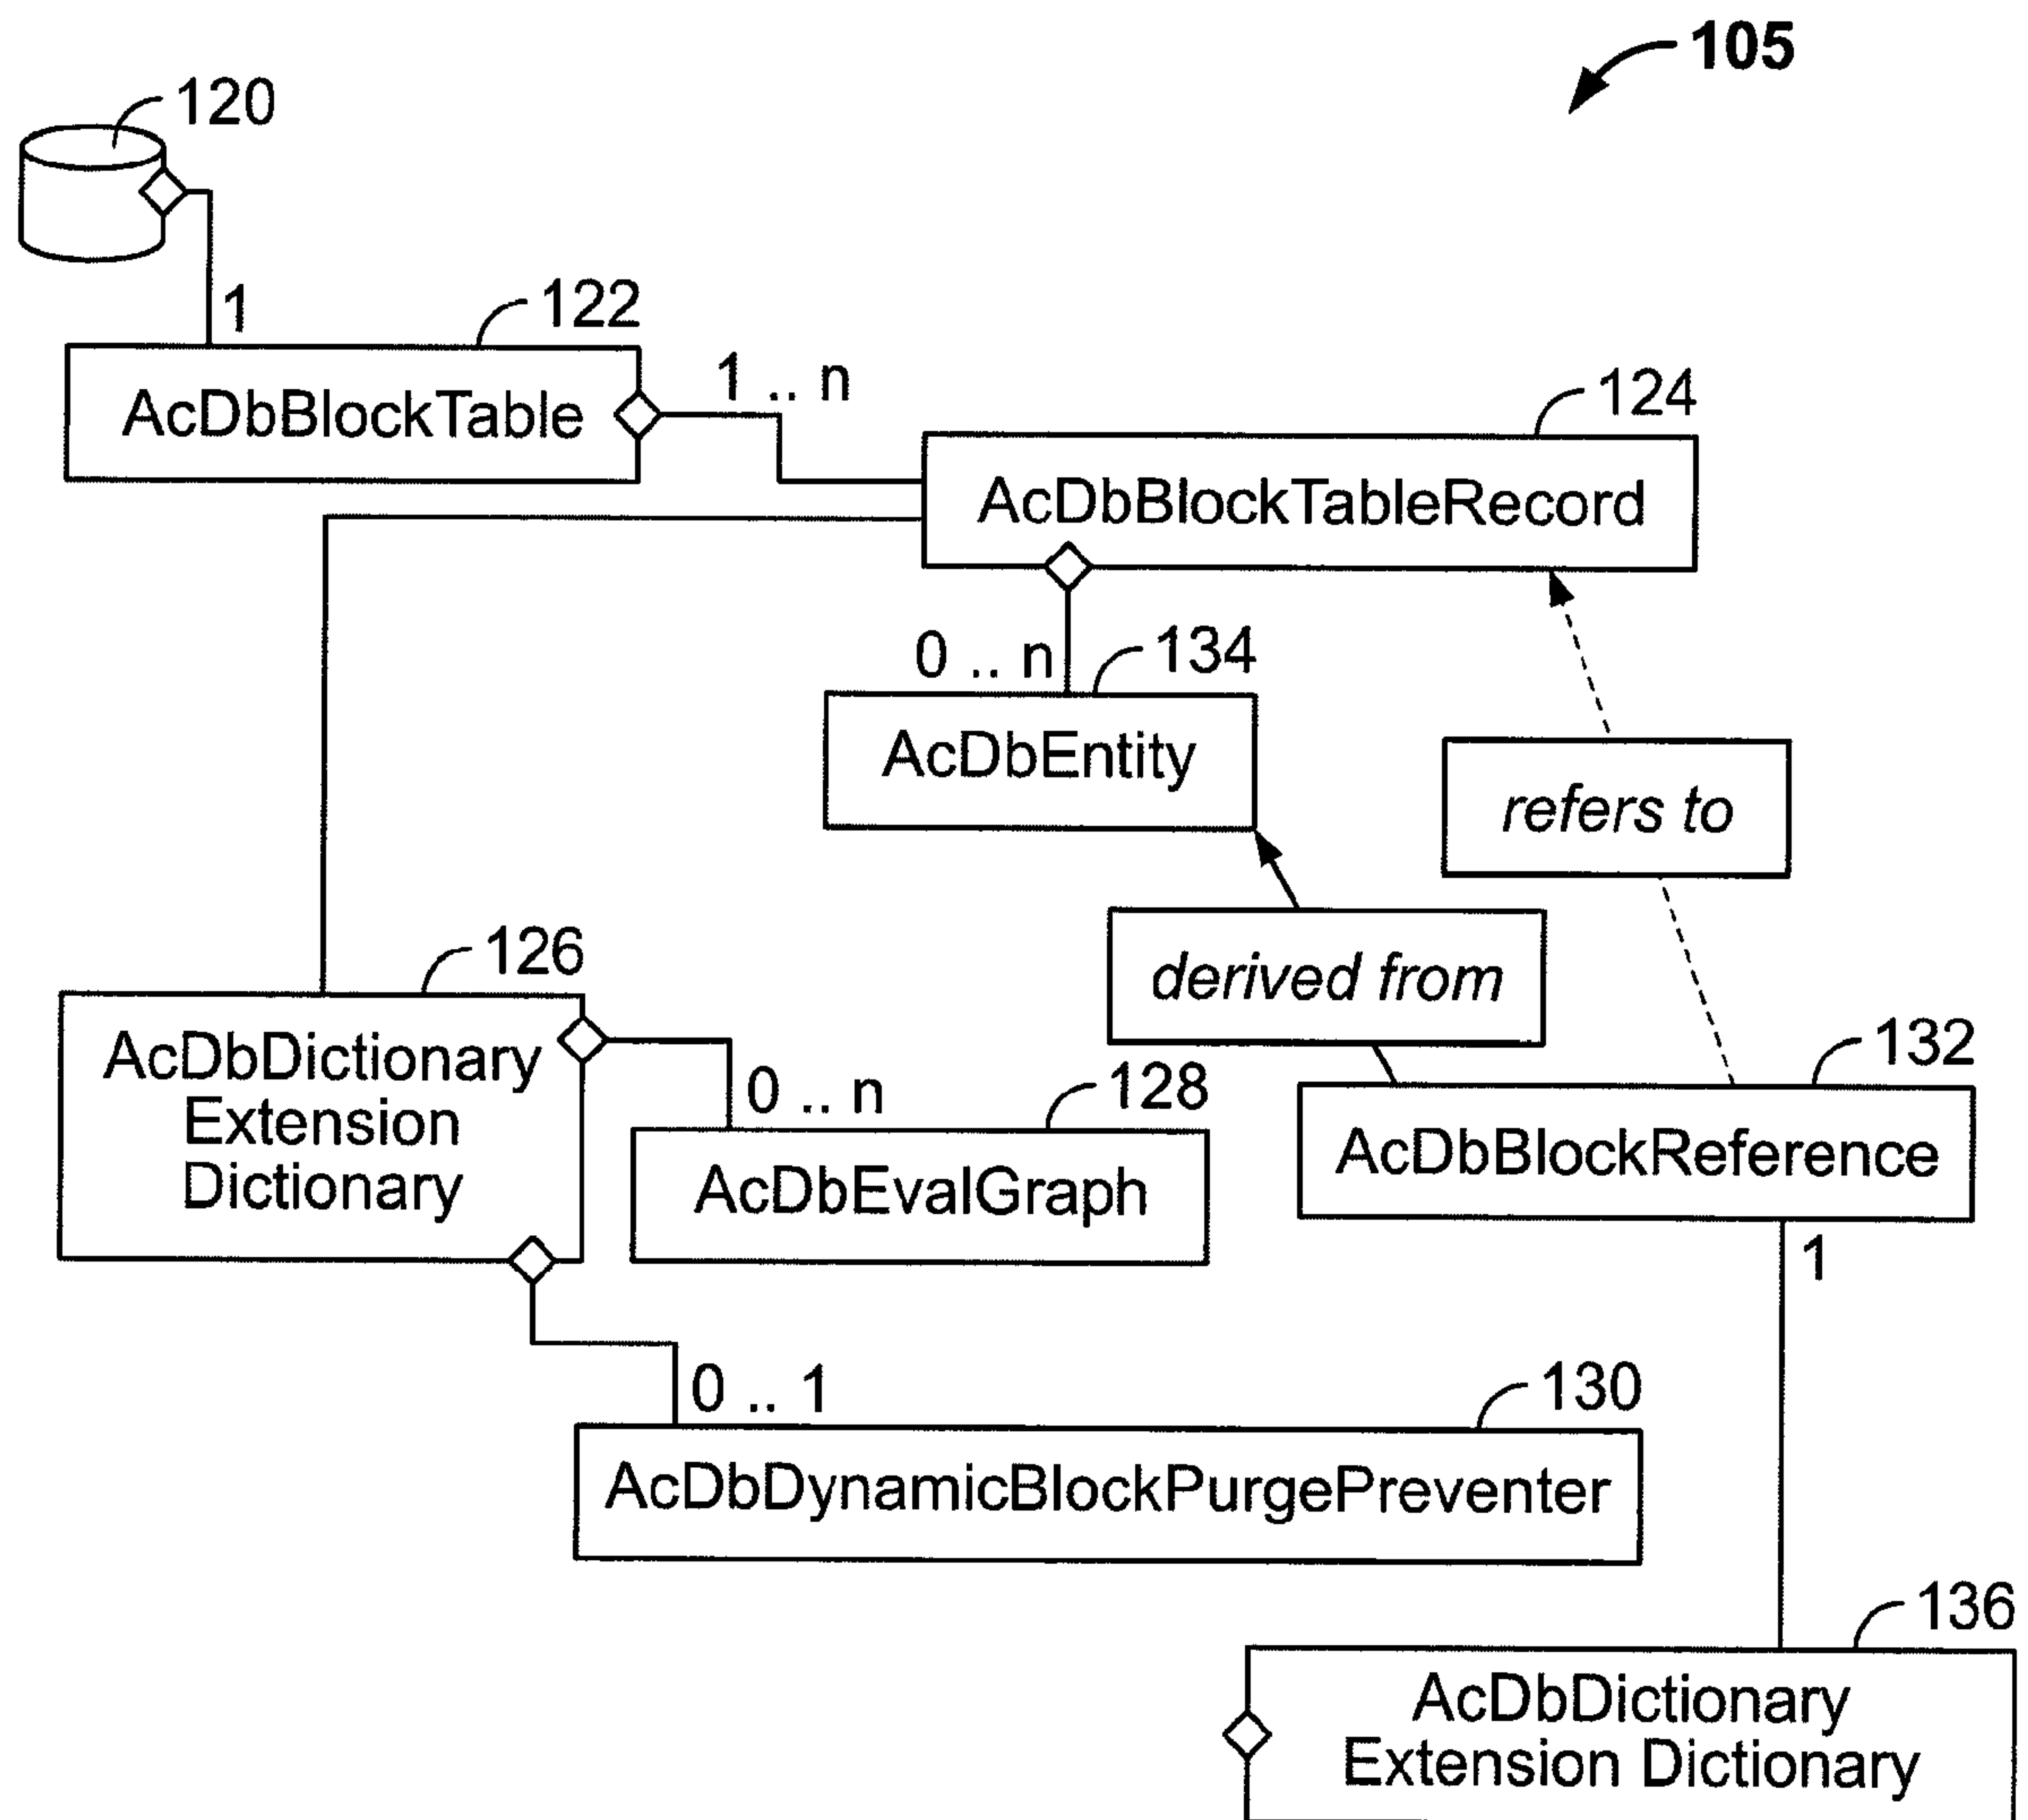 105
120
1
122
AcDbBlockTable
1 .. n
124
AcDbBlockTableRecord
0 .. n
134
AcDbEntity
refers to
derived from
126
AcDbDictionary
Extension
Dictionary
0 .. n
128
AcDbEvalGraph
132
AcDbBlockReference
1
0 .. 1
130
AcDbDynamicBlockPurgePreventer
136
AcDbDictionary
Extension Dictionary